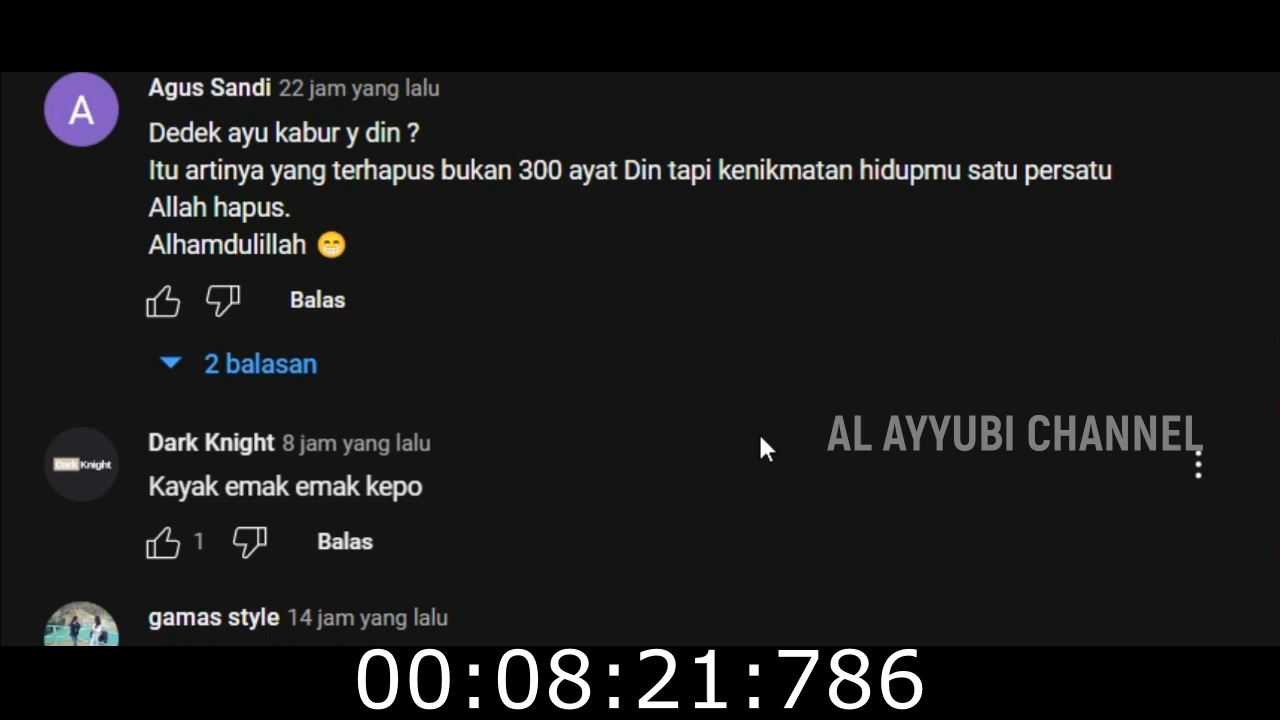 A
Agus Sandi 22 jam yang lalu
Dedek ayu kabur y din ?
Itu artinya yang terhapus bukan 300 ayat Din tapi kenikmatan hidupmu satu persatu
Allah hapus.
Alhamdulillah 😁
Balas
2 balasan
AL AYYUBI CHANNEL
Dark Knight
Dark Knight 8 jam yang lalu
Kayak emak emak kepo
1 Balas
gamas style 14 jam yang lalu
00:08:21:786